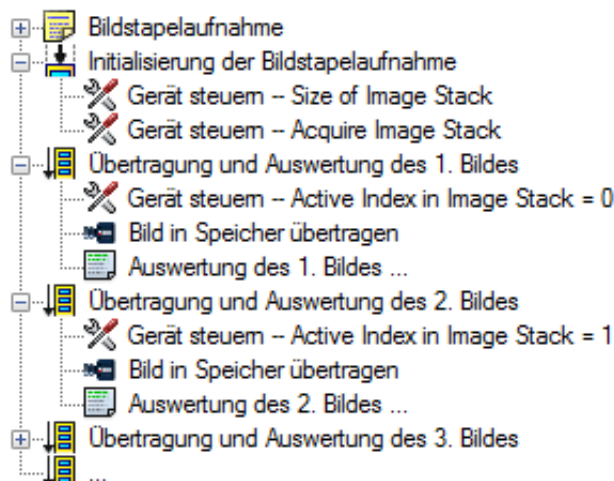 Bildstapelaufnahme
Initialisierung der Bildstapelaufnahme
Gerät steuern -- Size of Image Stack
Gerät steuern -- Acquire Image Stack
Übertragung und Auswertung des 1. Bildes
Gerät steuern -- Active Index in Image Stack = 0
Bild in Speicher übertragen
Auswertung des 1. Bildes ...
Übertragung und Auswertung des 2. Bildes
Gerät steuern -- Active Index in Image Stack = 1
Bild in Speicher übertragen
Auswertung des 2. Bildes ...
Übertragung und Auswertung des 3. Bildes
...